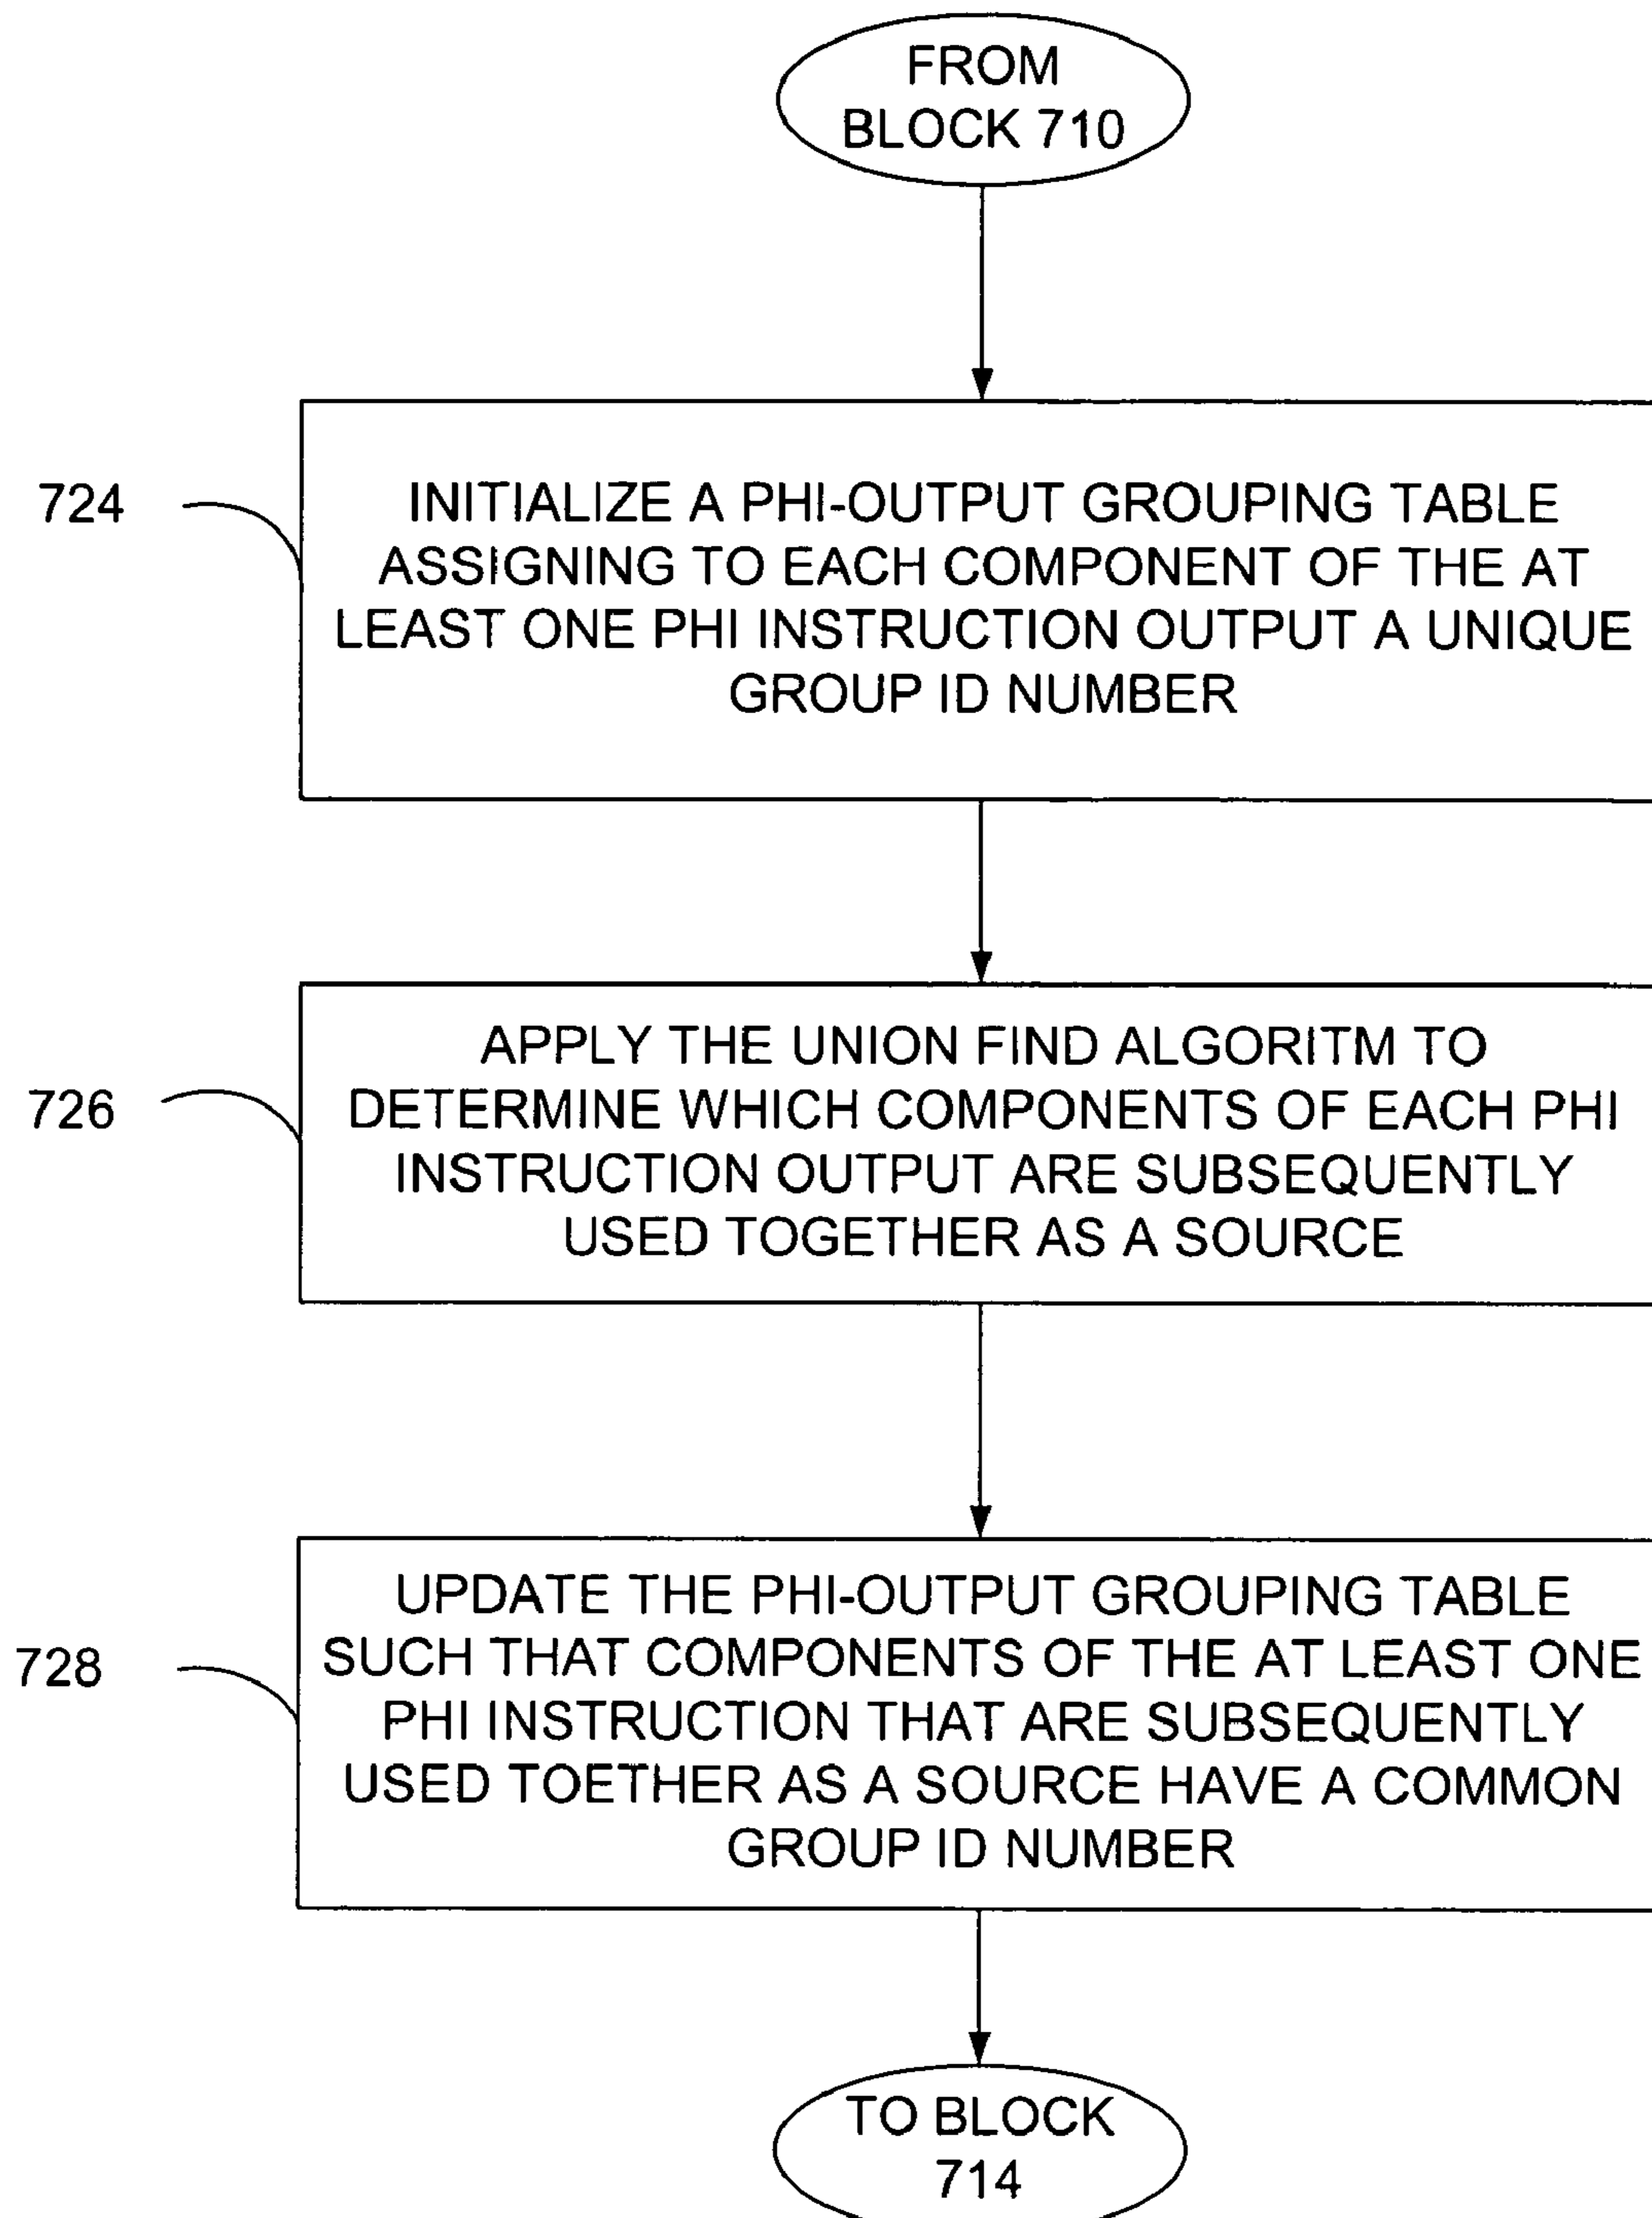 FROM
BLOCK 710
724
INITIALIZE A PHI-OUTPUT GROUPING TABLE
ASSIGNING TO EACH COMPONENT OF THE AT
LEAST ONE PHI INSTRUCTION OUTPUT A UNIQUE
GROUP ID NUMBER
726
APPLY THE UNION FIND ALGORITM TO
DETERMINE WHICH COMPONENTS OF EACH PHI
INSTRUCTION OUTPUT ARE SUBSEQUENTLY
USED TOGETHER AS A SOURCE
728
UPDATE THE PHI-OUTPUT GROUPING TABLE
SUCH THAT COMPONENTS OF THE AT LEAST ONE
PHI INSTRUCTION THAT ARE SUBSEQUENTLY
USED TOETHER AS A SOURCE HAVE A COMMON
GROUP ID NUMBER
TO BLOCK
714